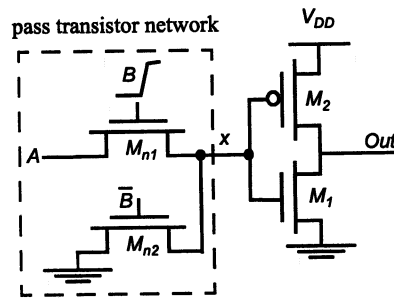 pass transistor network
V_DD
B
M_2
A
M_n1
x
Out
B̅
M_1
M_n2